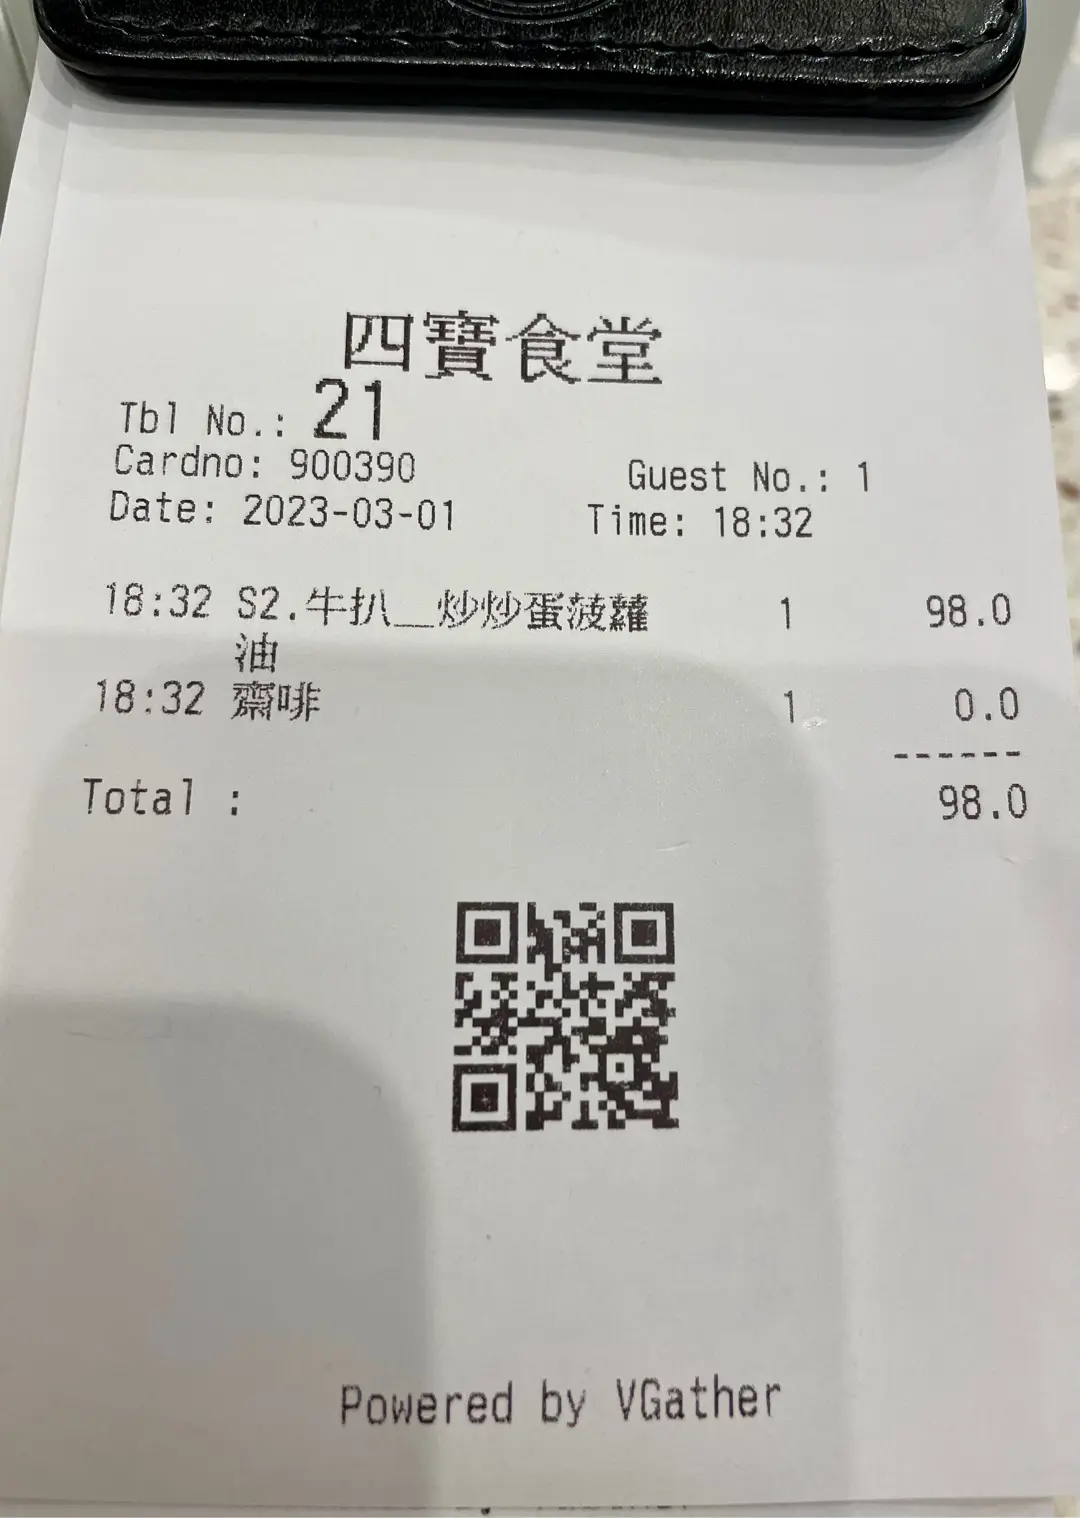 四寶食堂
Tbl No.: 21
Cardno: 900390 Guest No.: 1
Date: 2023-03-01 Time: 18:32
18:32 S2.牛扒__炒炒蛋菠蘿 1 98.0
油
18:32 齋啡 1 0.0
------
Total : 98.0
Powered by VGather